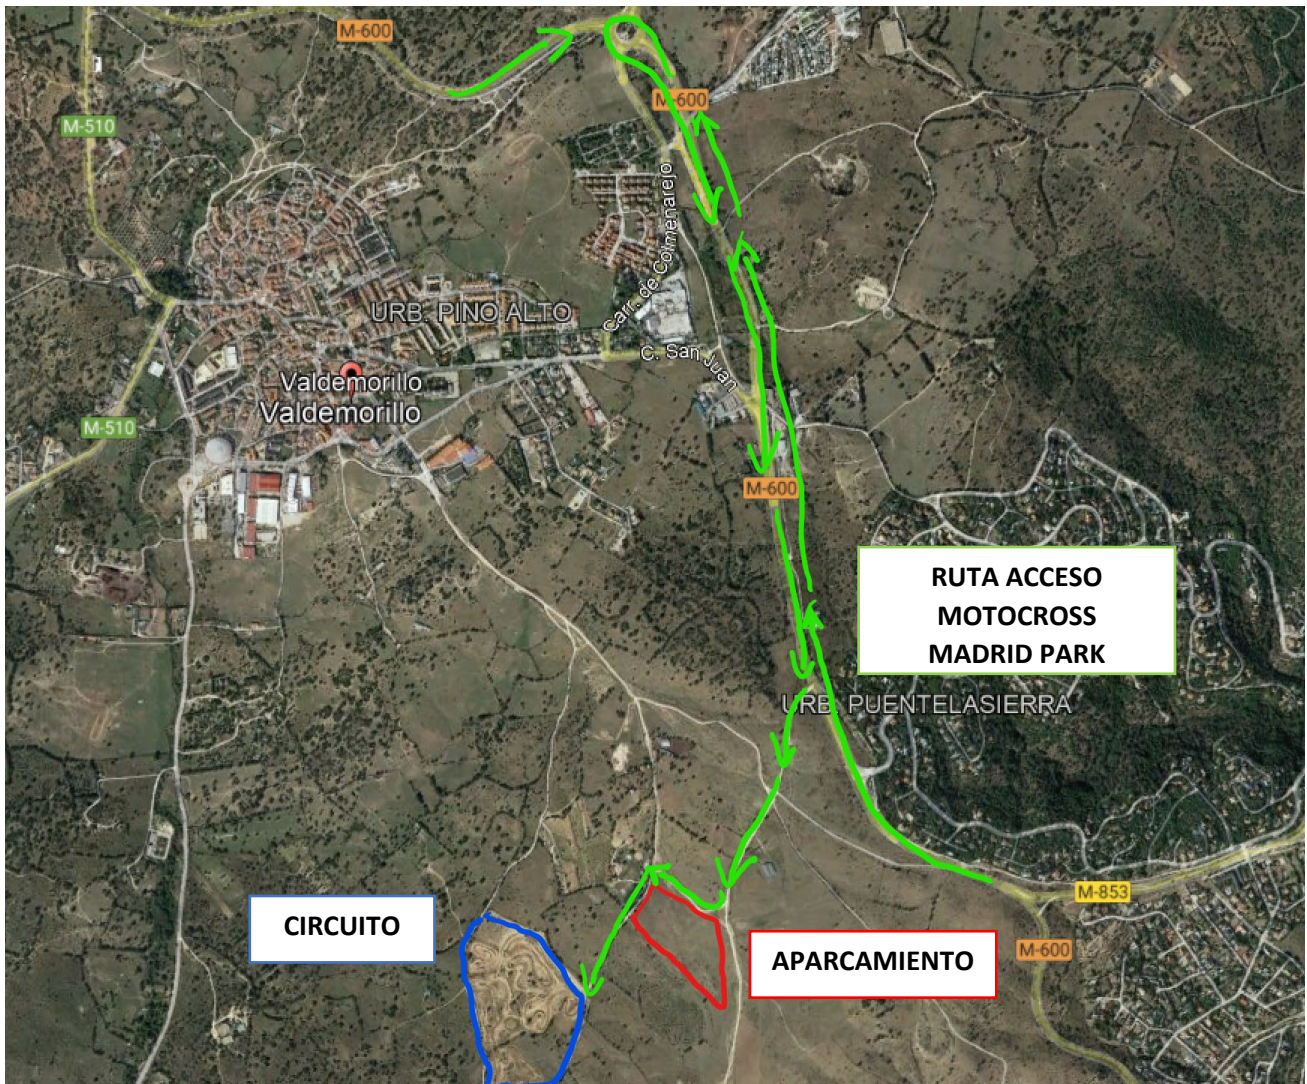 M-600
M-510
M-600
Carr. de Colmenarejo
URB. PINO ALTO
C. San Juan
Valdemorillo
Valdemorillo
M-510
M-600
RUTA ACCESO
MOTOCROSS
MADRID PARK
URB. PUENTELASIERRA
M-853
CIRCUITO
APARCAMIENTO
M-600